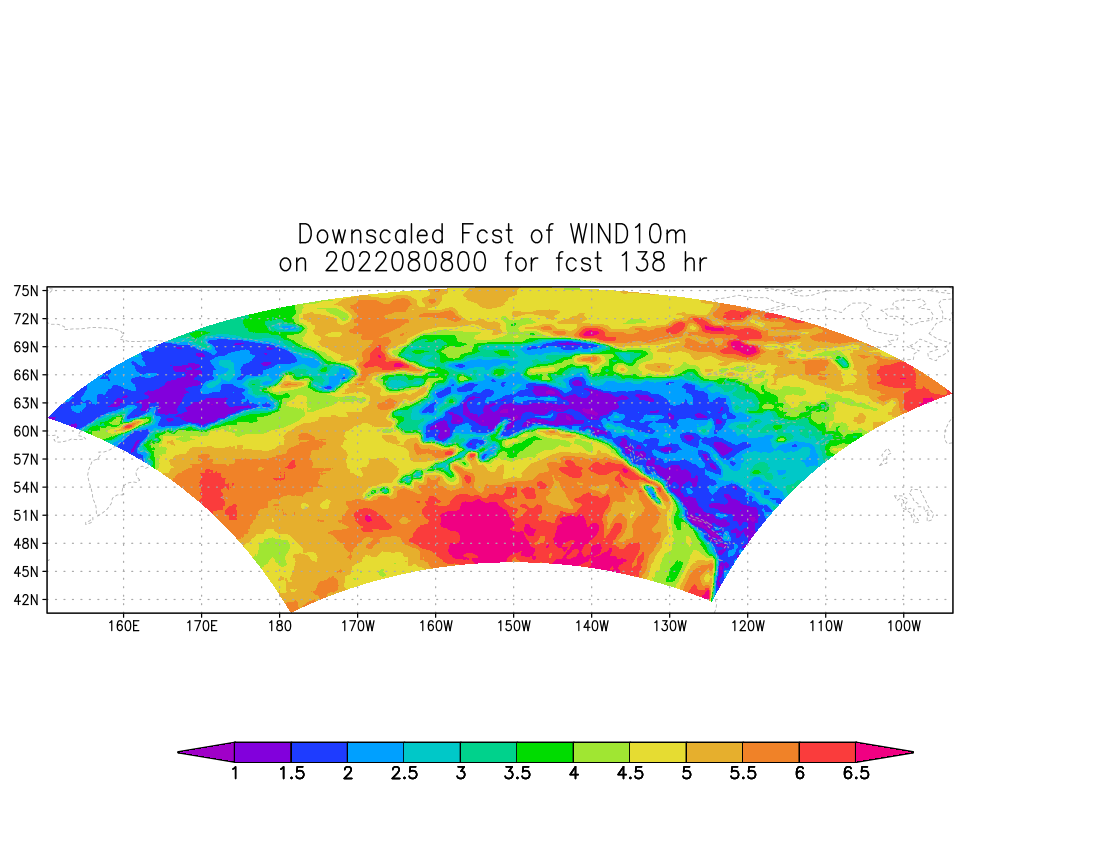 Downscaled Fcst of WIND10m
on 2022080800 for fcst 138 hr
75N
72N
69N
66N
63N
60N
57N
54N
51N
48N
45N
42N
160E 170E 180 170W 160W 150W 140W 130W 120W 110W 100W
1 1.5 2 2.5 3 3.5 4 4.5 5 5.5 6 6.5